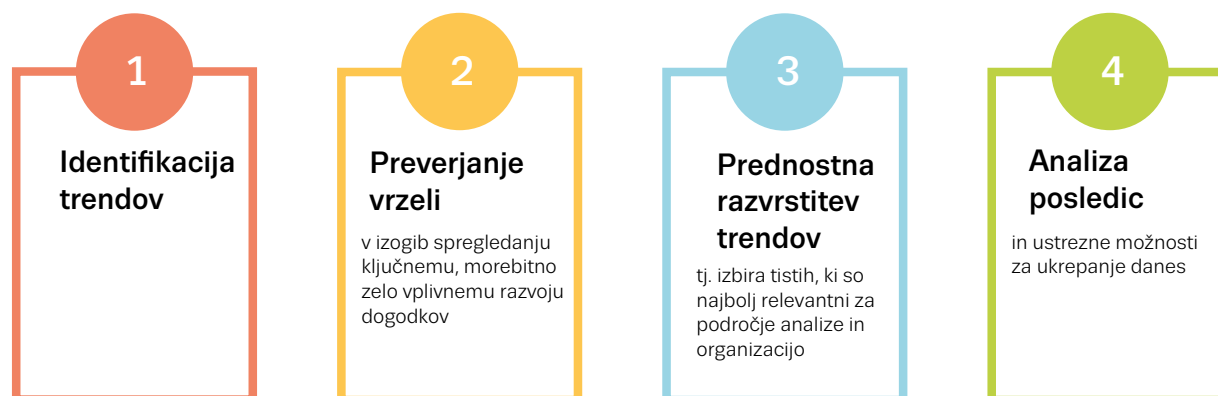 1
Identifikacija
trendov
2
Preverjanje
vrzeli
v izogib spregledanju
ključnemu, morebitno
zelo vplivnemu razvoju
dogodkov
3
Prednostna
razvrstitev
trendov
tj. izbira tistih, ki so
najbolj relevantni za
področje analize in
organizacijo
4
Analiza
posledic
in ustrezne možnosti
za ukrepanje danes